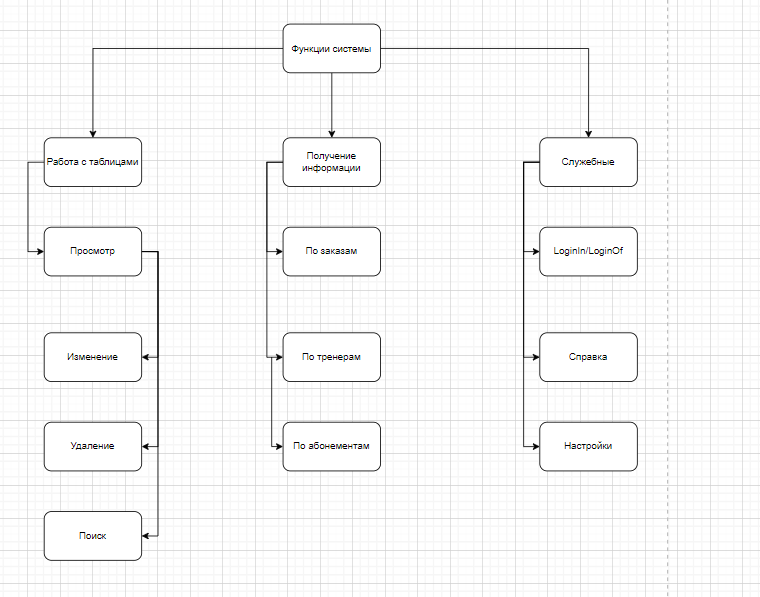 Функции системы
Работа с таблицами
Получение
информации
Служебные
Просмотр
По заказам
LoginIn/LoginOf
Изменение
По тренерам
Справка
Удаление
По абонементам
Настройки
Поиск